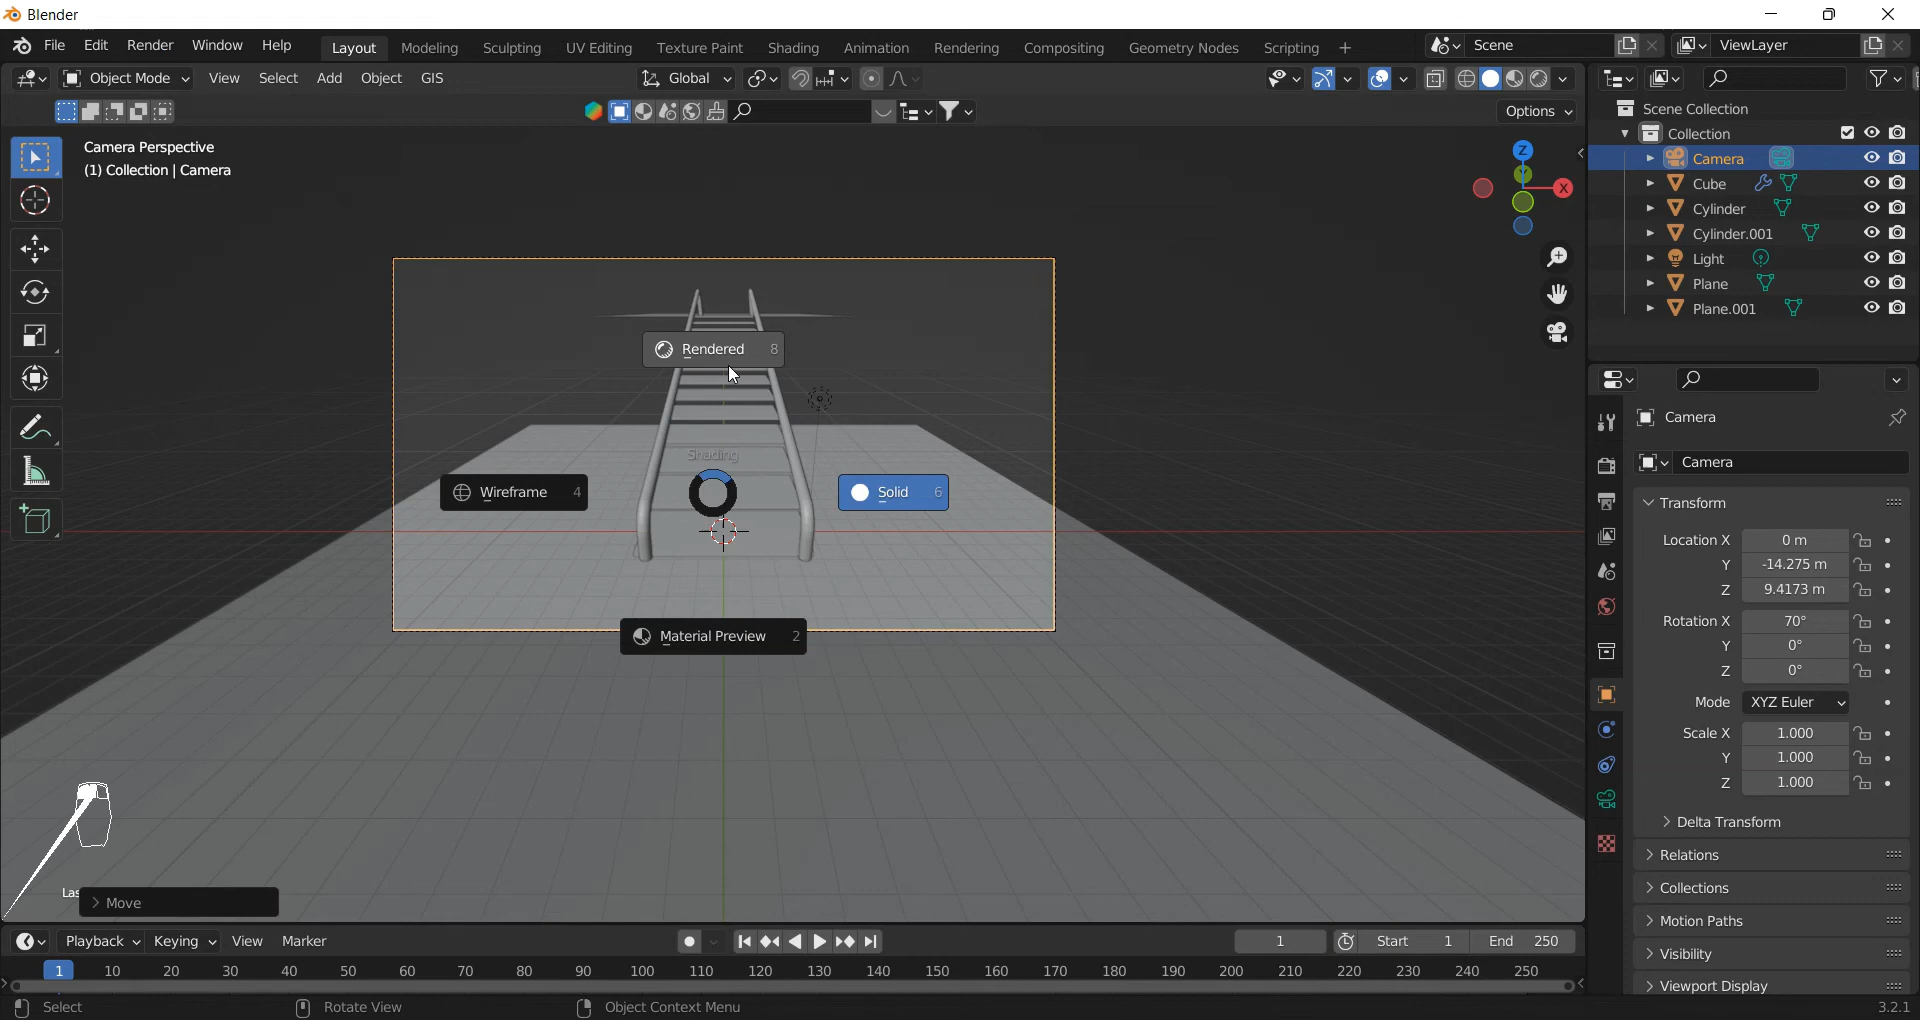 Blender
File Edit Render Window Help Layout Modeling Sculpting UV Editing Texture Paint Shading Animation Rendering Compositing Geometry Nodes Scripting + Scene ViewLayer
Object Mode View Select Add Object GIS Global
Options
Camera Perspective
(1) Collection | Camera
Z
Y
X
Rendered 8
Shading
Wireframe 4
Solid 6
Material Preview 2
Las
> Move
Scene Collection
Collection
Camera
Cube
Cylinder
Cylinder.001
Light
Plane
Plane.001
Camera
Camera
Transform
Location X 0 m
Y -14.275 m
Z 9.4173 m
Rotation X 70°
Y 0°
Z 0°
Mode XYZ Euler
Scale X 1.000
Y 1.000
Z 1.000
> Delta Transform
> Relations
> Collections
> Motion Paths
> Visibility
> Viewport Display
Playback Keying View Marker 1 Start 1 End 250
1 10 20 30 40 50 60 70 80 90 100 110 120 130 140 150 160 170 180 190 200 210 220 230 240 250
Select Rotate View Object Context Menu 3.2.1